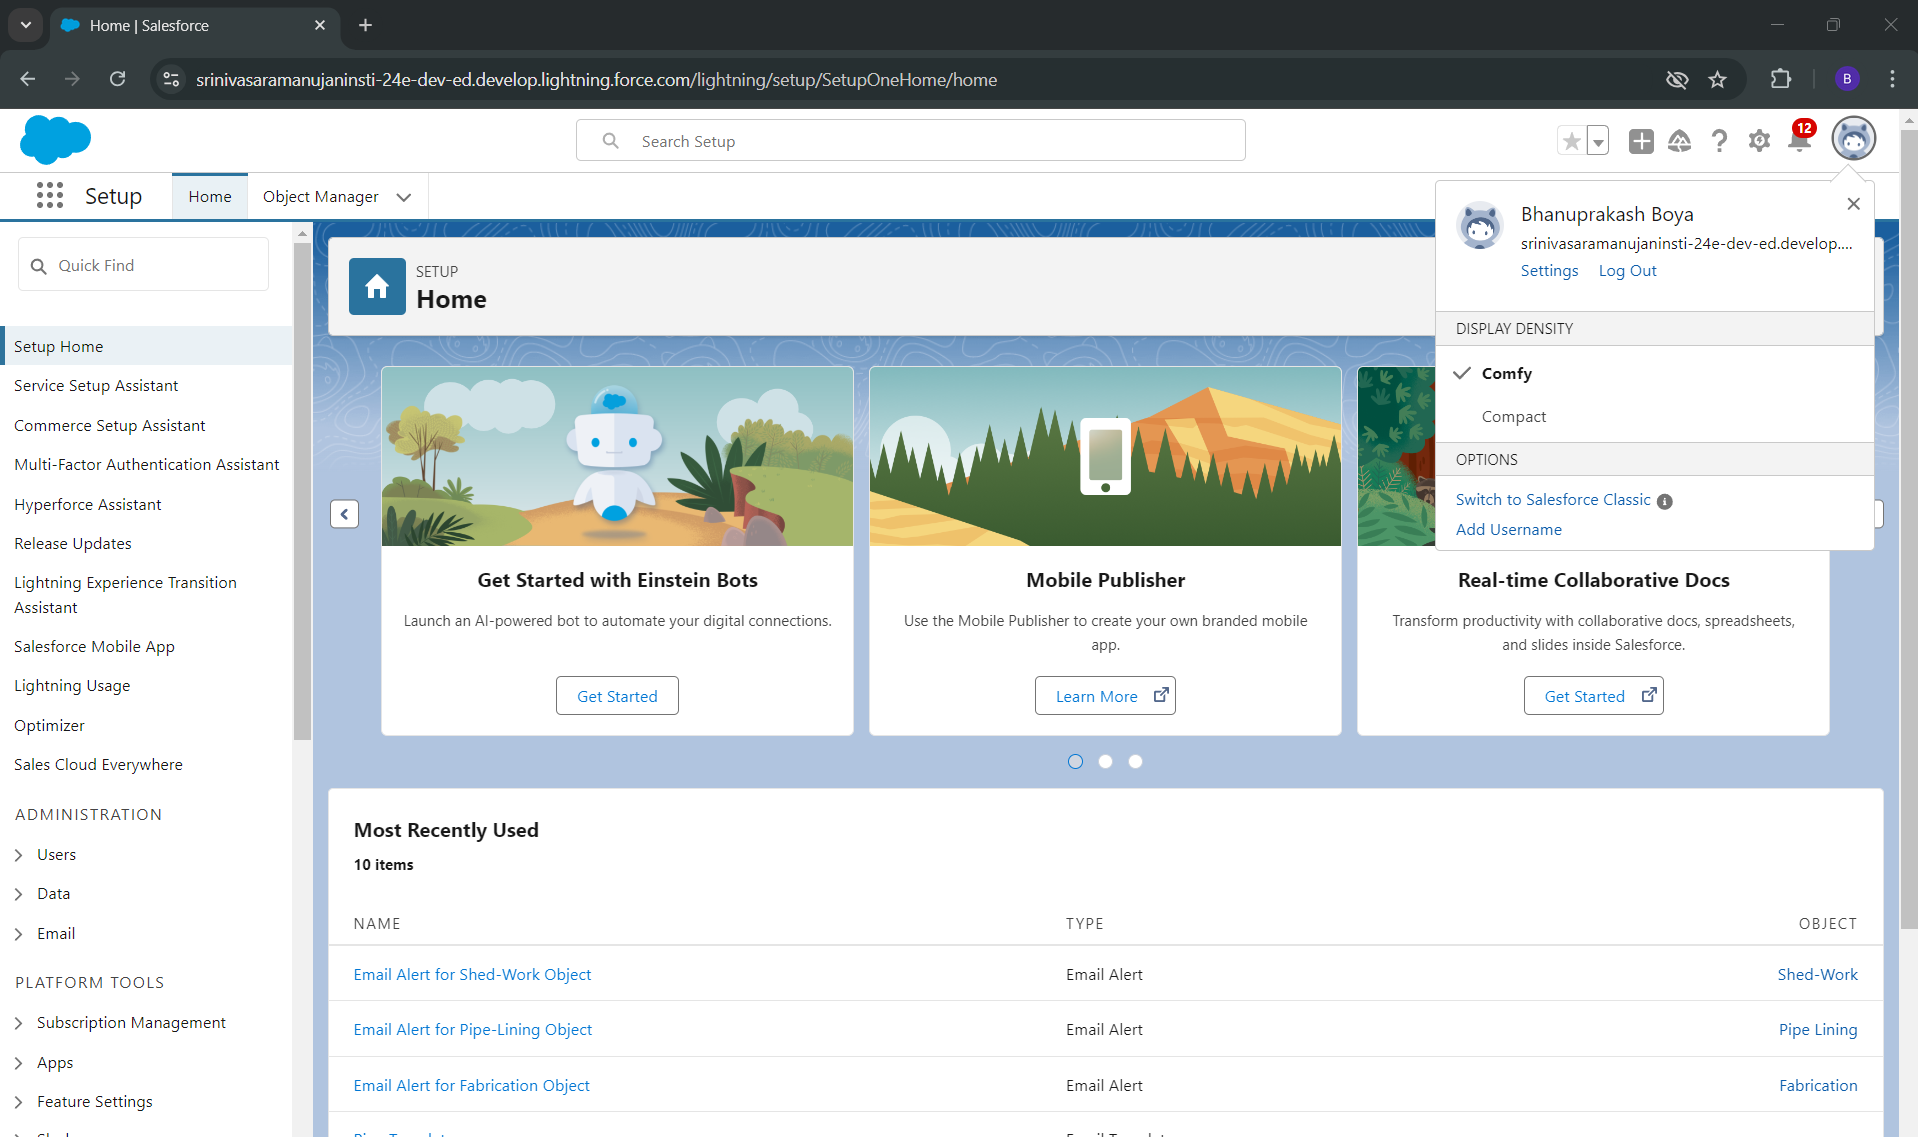 Home | Salesforce
srinivasaramanujaninsti-24e-dev-ed.develop.lightning.force.com/lightning/setup/SetupOneHome/home
B
Search Setup
12
Setup
Home
Object Manager
Quick Find
Setup Home
Service Setup Assistant
Commerce Setup Assistant
Multi-Factor Authentication Assistant
Hyperforce Assistant
Release Updates
Lightning Experience Transition
Assistant
Salesforce Mobile App
Lightning Usage
Optimizer
Sales Cloud Everywhere
ADMINISTRATION
Users
Data
Email
PLATFORM TOOLS
Subscription Management
Apps
Feature Settings
SETUP
Home
Bhanuprakash Boya
srinivasaramanujaninsti-24e-dev-ed.develop....
Settings
Log Out
DISPLAY DENSITY
Comfy
Compact
OPTIONS
Switch to Salesforce Classic
Add Username
Get Started with Einstein Bots
Launch an AI-powered bot to automate your digital connections.
Get Started
Mobile Publisher
Use the Mobile Publisher to create your own branded mobile
app.
Learn More
Real-time Collaborative Docs
Transform productivity with collaborative docs, spreadsheets,
and slides inside Salesforce.
Get Started
Most Recently Used
10 items
NAME TYPE OBJECT
Email Alert for Shed-Work Object Email Alert Shed-Work
Email Alert for Pipe-Lining Object Email Alert Pipe Lining
Email Alert for Fabrication Object Email Alert Fabrication